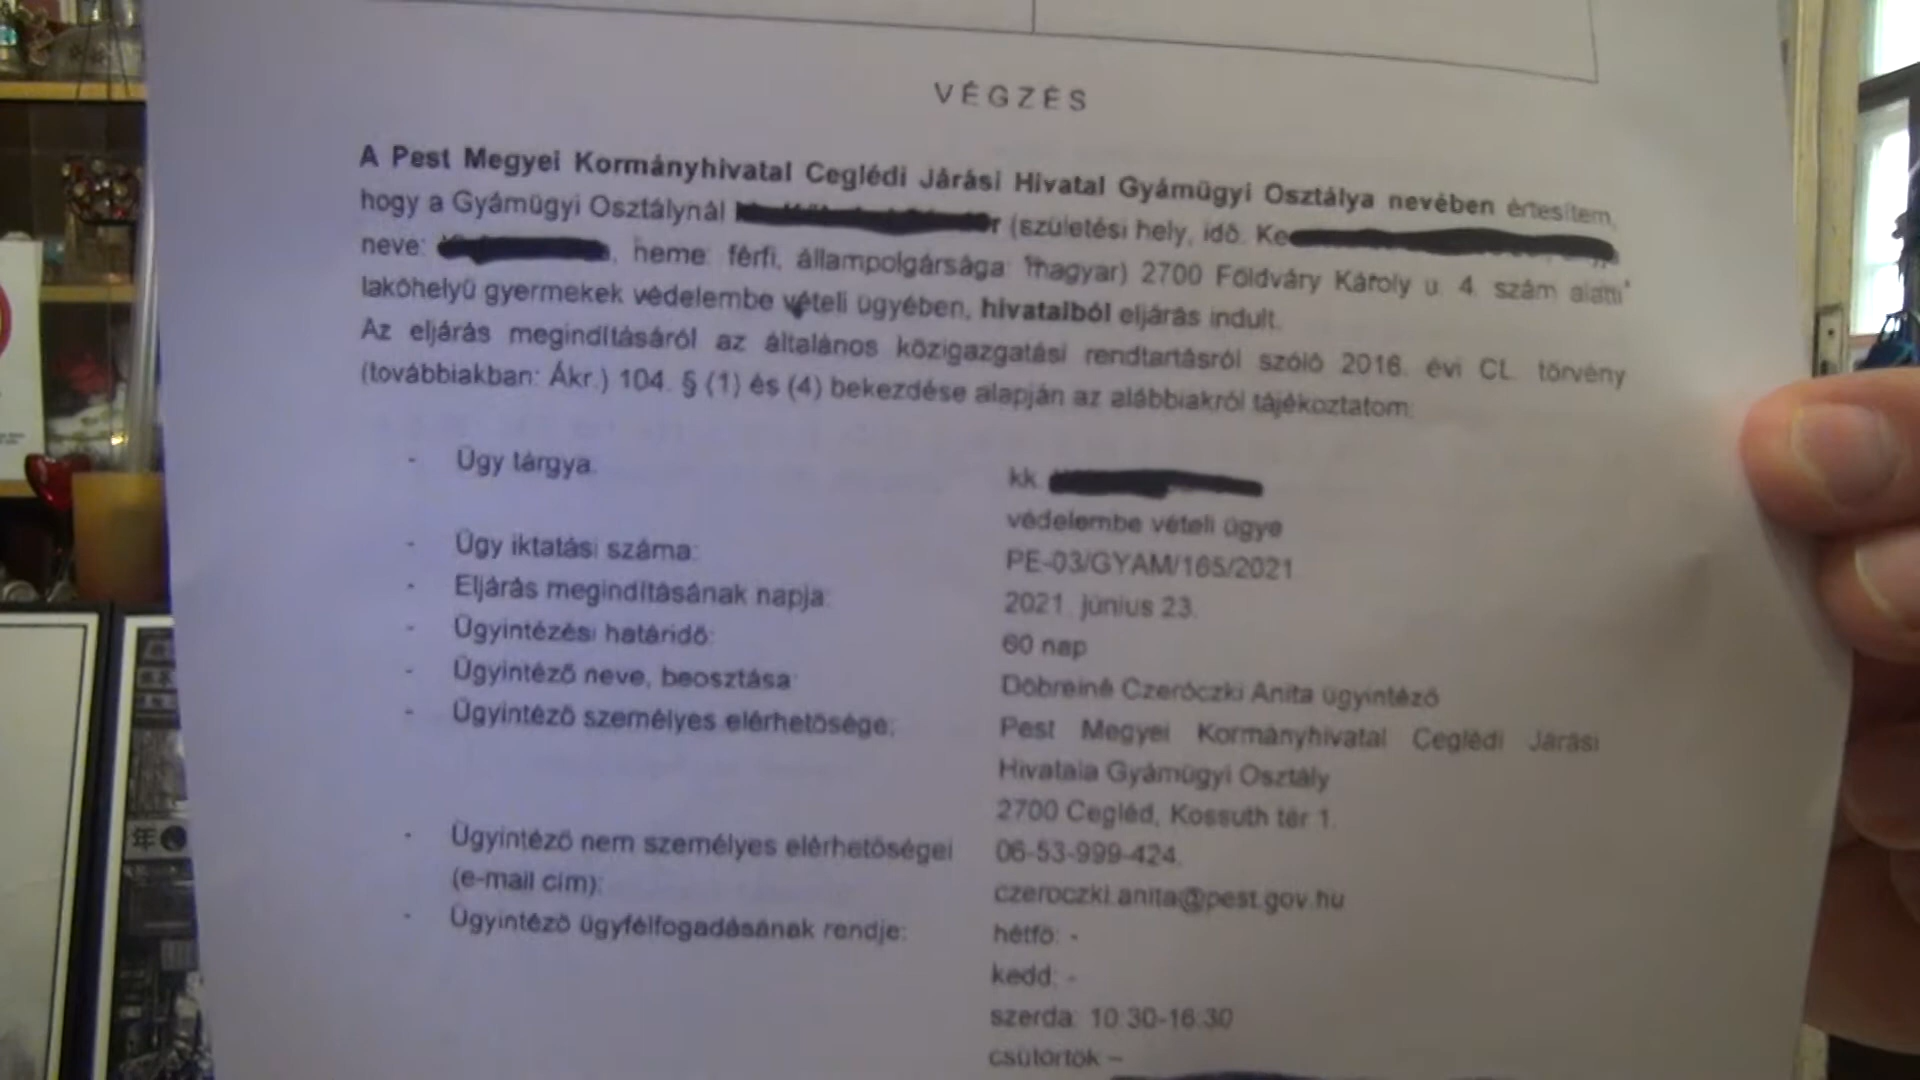 VÉGZÉS
A Pest Megyei Kormányhivatal Ceglédi Járási Hivatal Gyámügyi Osztálya nevében értesítem,
hogy a Gyámügyi Osztálynál r (születési hely, idő: Ke
neve: , neme: férfi, állampolgársága: magyar) 2700 Földváry Károly u. 4. szám alatti
lakóhelyű gyermekek védelembe vételi ügyében, hivatalból eljárás indult.
Az eljárás megindításáról az általános közigazgatási rendtartásról szóló 2016. évi CL. törvény
(továbbiakban: Ákr.) 104. § (1) és (4) bekezdése alapján az alábbiakról tájékoztatom:
- Ügy tárgya: kk.
védelembe vételi ügye
- Ügy iktatási száma: PE-03/GYAM/165/2021
- Eljárás megindításának napja: 2021. június 23.
- Ügyintézési határidő: 60 nap
- Ügyintéző neve, beosztása: Döbreiné Czeróczki Anita ügyintéző
- Ügyintéző személyes elérhetősége: Pest Megyei Kormányhivatal Ceglédi Járási
Hivatala Gyámügyi Osztály
2700 Cegléd, Kossuth tér 1.
- Ügyintéző nem személyes elérhetőségei 06-53-999-424,
(e-mail cím): czeroczki.anita@pest.gov.hu
- Ügyintéző ügyfélfogadásának rendje: hétfő: -
kedd: -
szerda: 10:30-16:30
csütörtök –
年